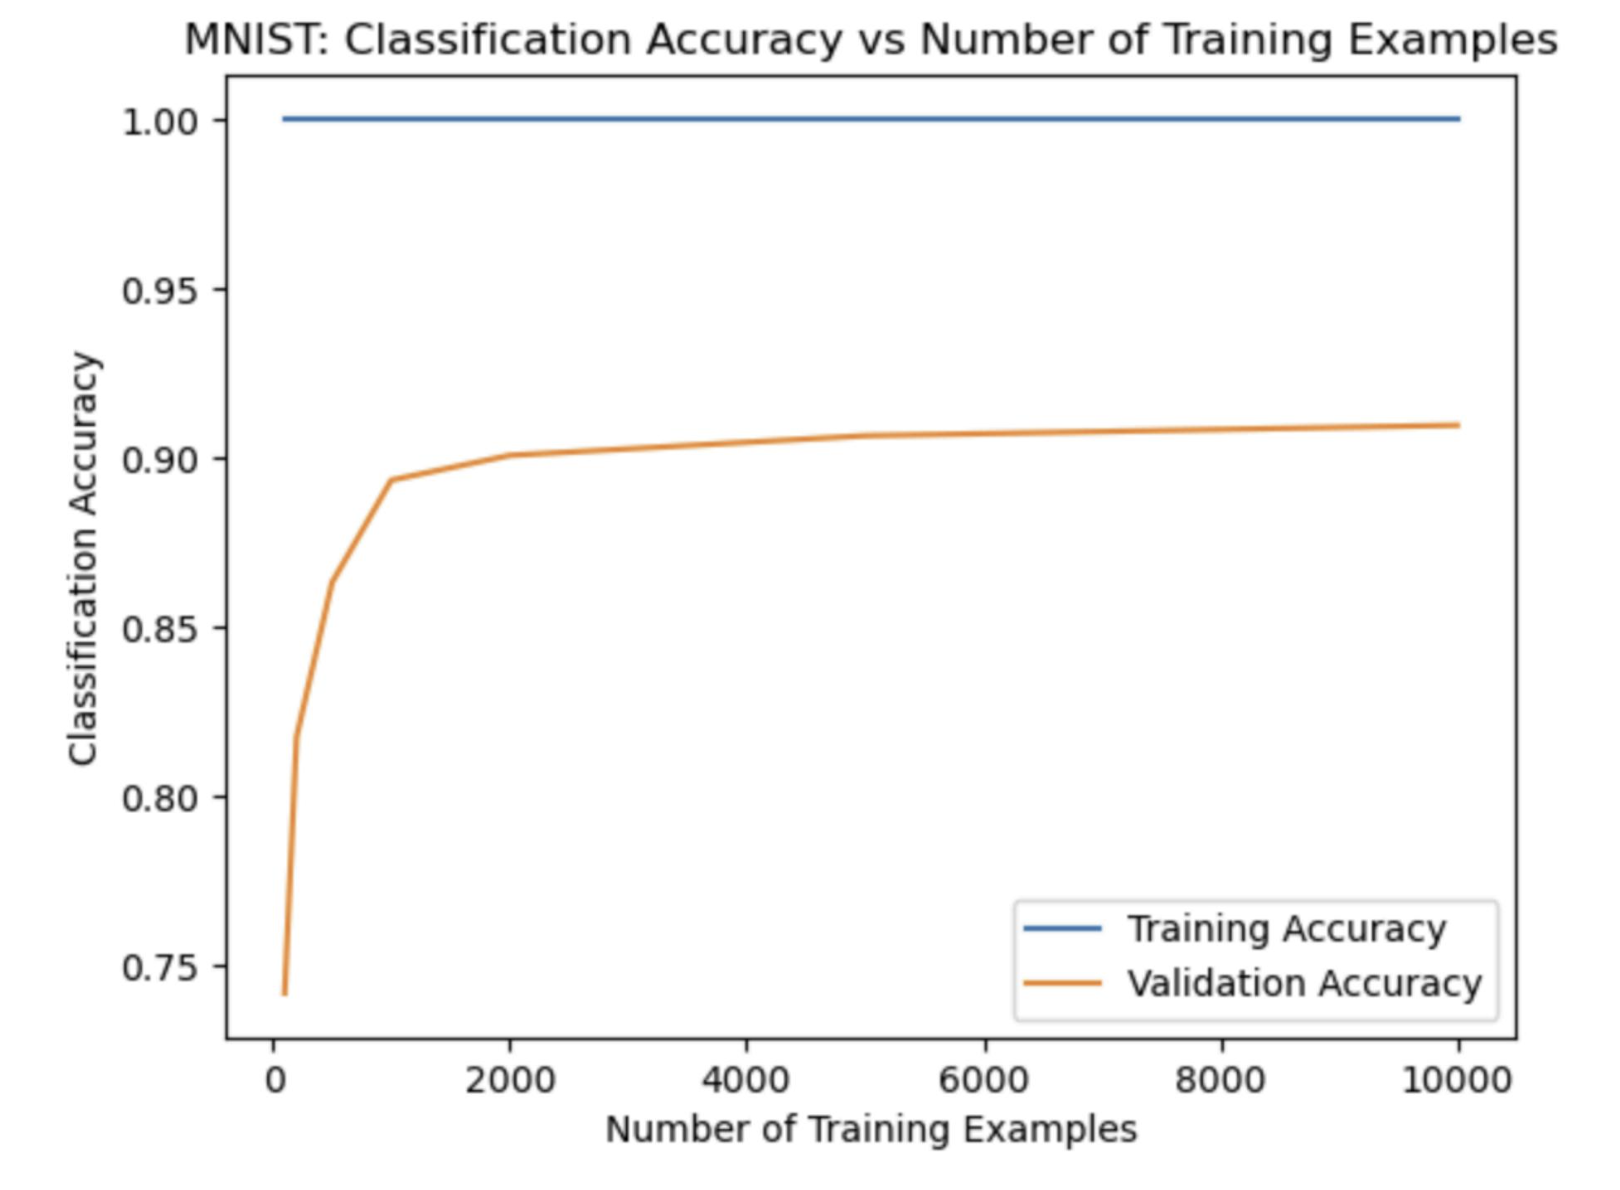 MNIST: Classification Accuracy vs Number of Training Examples
1.00
0.95
0.90
0.85
0.80
0.75
Classification Accuracy
Training Accuracy
Validation Accuracy
0 2000 4000 6000 8000 10000
Number of Training Examples